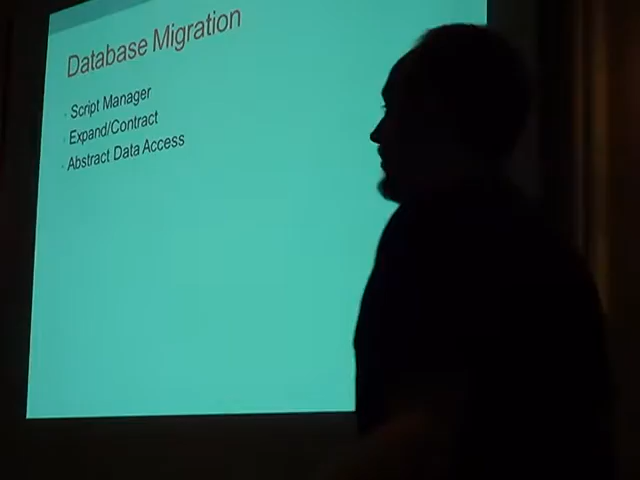 Database Migration
Script Manager
Expand/Contract
Abstract Data Access